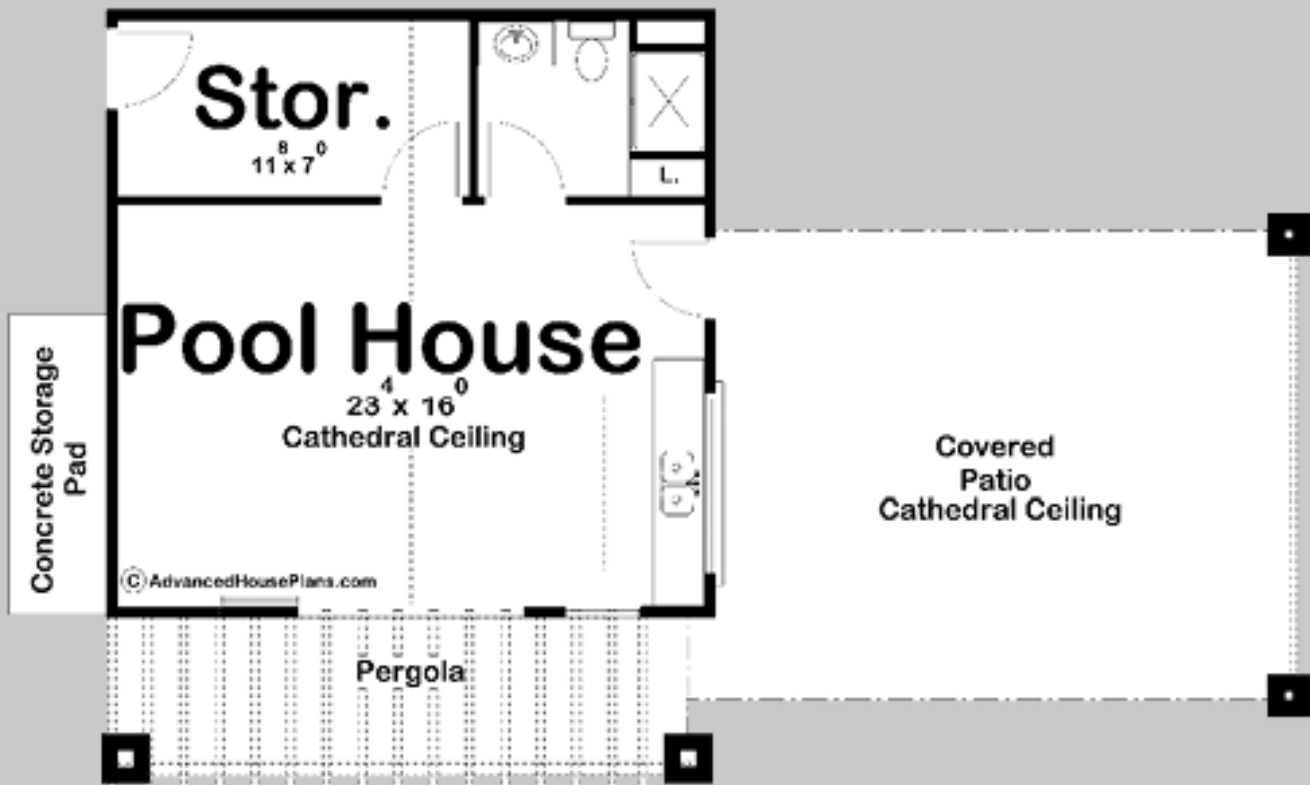 Stor.
11⁸ x 7⁰
L.
Pool House
23⁴ x 16⁰
Cathedral Ceiling
Concrete Storage
Pad
Covered
Patio
Cathedral Ceiling
© AdvancedHousePlans.com
Pergola